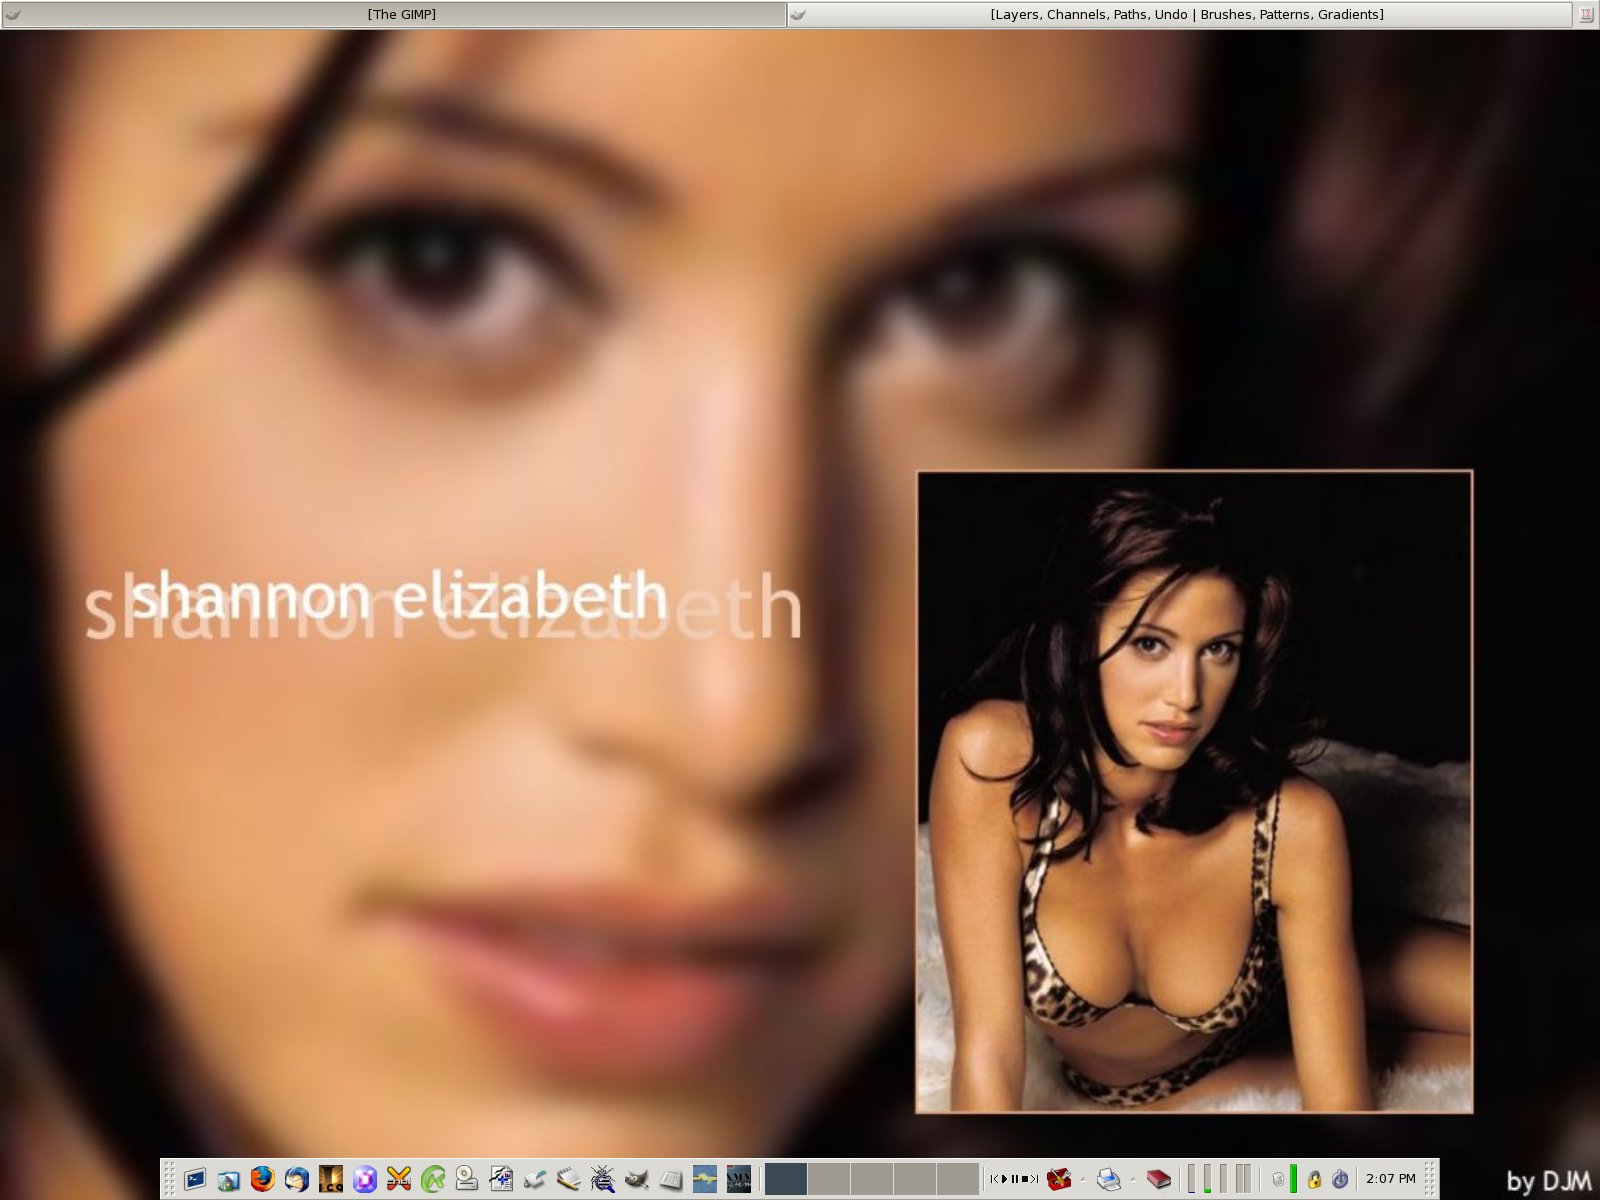 [The GIMP]
[Layers, Channels, Paths, Undo | Brushes, Patterns, Gradients]
shannon elizabeth
shannon elizabeth
2:07 PM
by DJM